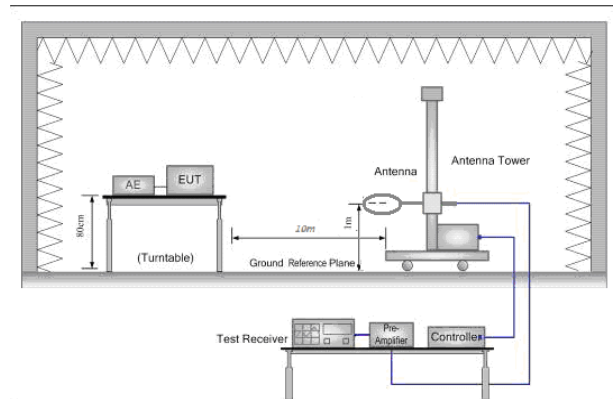 Antenna
Antenna Tower
AE
EUT
80cm
10m
1m
(Turntable)
Ground Reference Plane
Test Receiver
Pre-
Amplifier
Controller